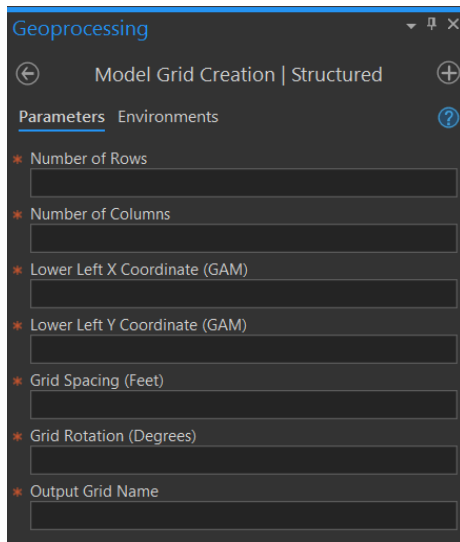 Geoprocessing
Model Grid Creation | Structured
Parameters Environments
* Number of Rows
* Number of Columns
* Lower Left X Coordinate (GAM)
* Lower Left Y Coordinate (GAM)
* Grid Spacing (Feet)
* Grid Rotation (Degrees)
* Output Grid Name